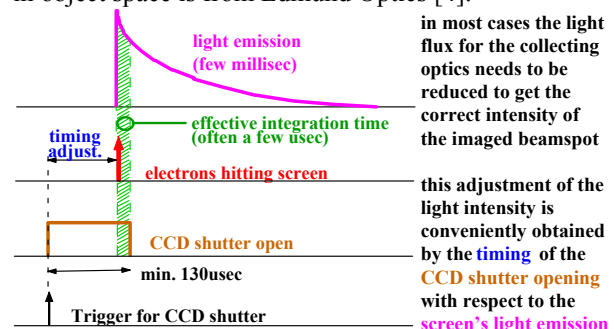 in object space is from Edmund Optics [4].
light emission
(few millisec)
effective integration time
(often a few usec)
timing
adjust.
electrons hitting screen
CCD shutter open
min. 130usec
Trigger for CCD shutter
in most cases the light
flux for the collecting
optics needs to be
reduced to get the
correct intensity of
the imaged beamspot
this adjustment of the
light intensity is
conveniently obtained
by the timing of the
CCD shutter opening
with respect to the
screen's light emission